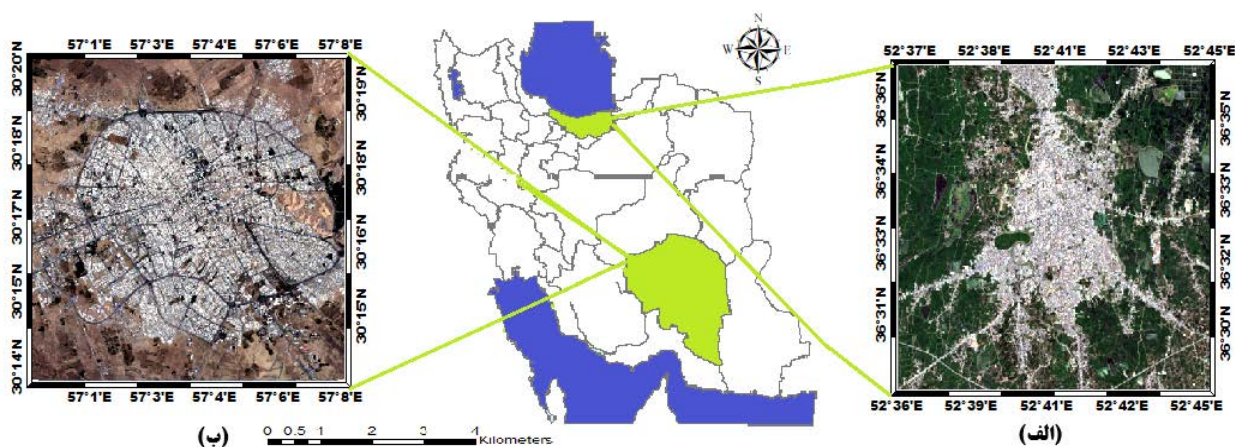 57°1'E 57°3'E 57°4'E 57°6'E 57°8'E
30°20'N
30°18'N
30°17'N
30°15'N
30°14'N
30°19'N
30°18'N
30°16'N
30°15'N
57°1'E 57°3'E 57°4'E 57°6'E 57°8'E
(ب)
0 0.5 1 2 3 4
Kilometers
N
W E
S
52°37'E 52°38'E 52°41'E 52°43'E 52°45'E
36°36'N
36°34'N
36°33'N
36°31'N
36°35'N
36°33'N
36°32'N
36°30'N
52°36'E 52°39'E 52°41'E 52°42'E 52°45'E
(الف)